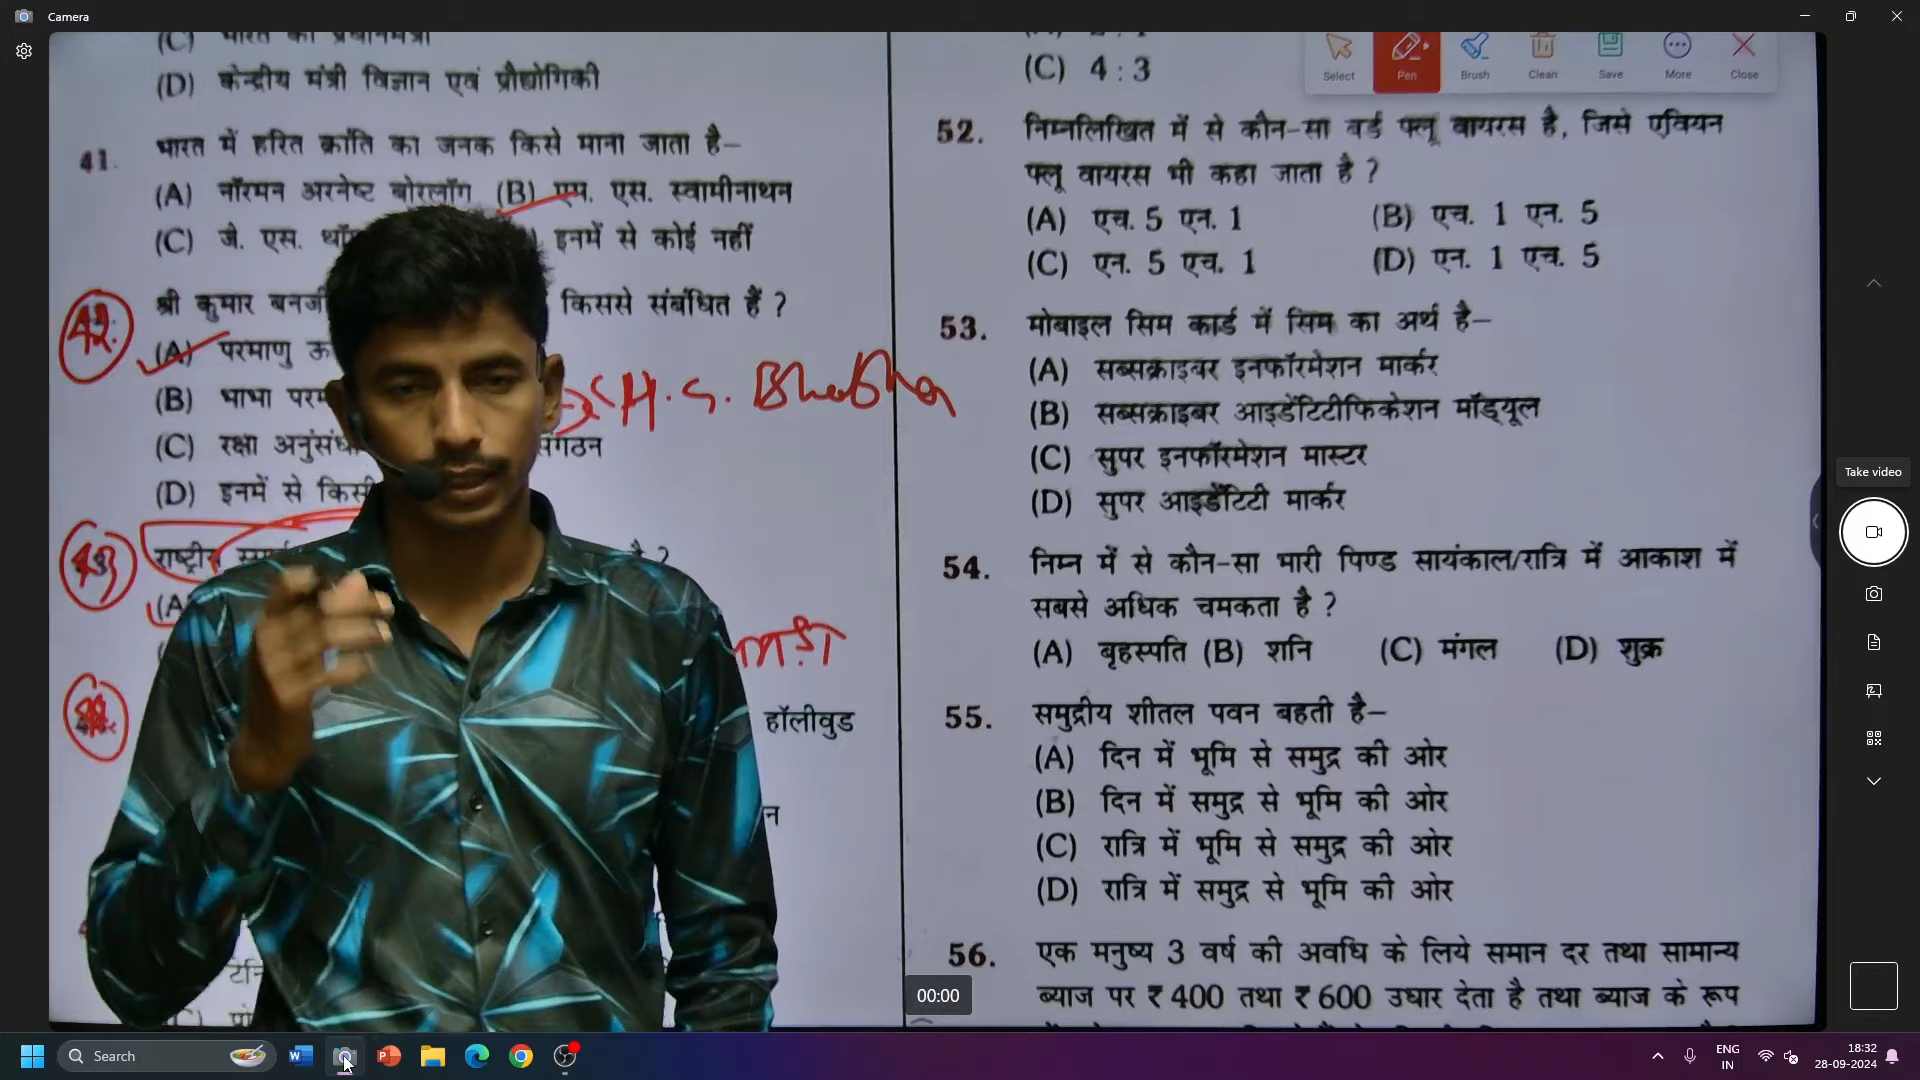 Camera
(C) भारत का प्रधानमंत्री
(D) केन्द्रीय मंत्री विज्ञान एवं प्रौद्योगिकी
41. भारत में हरित क्रांति का जनक किसे माना जाता है–
(A) नॉरमन अरनेष्ट बोरलॉग (B) एम. एस. स्वामीनाथन
(C) जे. एस. इनमें से कोई नहीं
42. श्री कुमार किससे संबंधित हैं ?
(A) परमाणु
(B) भाभा
H.S. Bhabha
(C) रक्षा संगठन
(D) इनमें से
43 राष्ट्रीय है ?
(A
44 हॉलीवुड
न
(C) 4 : 3
Select Pen Brush Clean Save More Close
52. निम्नलिखित में से कौन-सा बर्ड फ्लू वायरस है, जिसे एवियन
फ्लू वायरस भी कहा जाता है ?
(A) एच. 5 एन. 1 (B) एच. 1 एन. 5
(C) एन. 5 एच. 1 (D) एन. 1 एच. 5
53. मोबाइल सिम कार्ड में सिम का अर्थ है–
(A) सब्सक्राइबर इनफॉरमेशन मार्कर
(B) सब्सक्राइबर आइडेंटिटीफिकेशन मॉड्यूल
(C) सुपर इनफॉरमेशन मास्टर
(D) सुपर आइडेंटिटी मार्कर
54. निम्न में से कौन-सा भारी पिण्ड सायंकाल/रात्रि में आकाश में
सबसे अधिक चमकता है ?
(A) बृहस्पति (B) शनि (C) मंगल (D) शुक्र
55. समुद्रीय शीतल पवन बहती है–
(A) दिन में भूमि से समुद्र की ओर
(B) दिन में समुद्र से भूमि की ओर
(C) रात्रि में भूमि से समुद्र की ओर
(D) रात्रि में समुद्र से भूमि की ओर
56. एक मनुष्य 3 वर्ष की अवधि के लिये समान दर तथा सामान्य
ब्याज पर ₹ 400 तथा ₹ 600 उधार देता है तथा ब्याज के रूप
Take video
00:00
Search
ENG
IN
18:32
28-09-2024